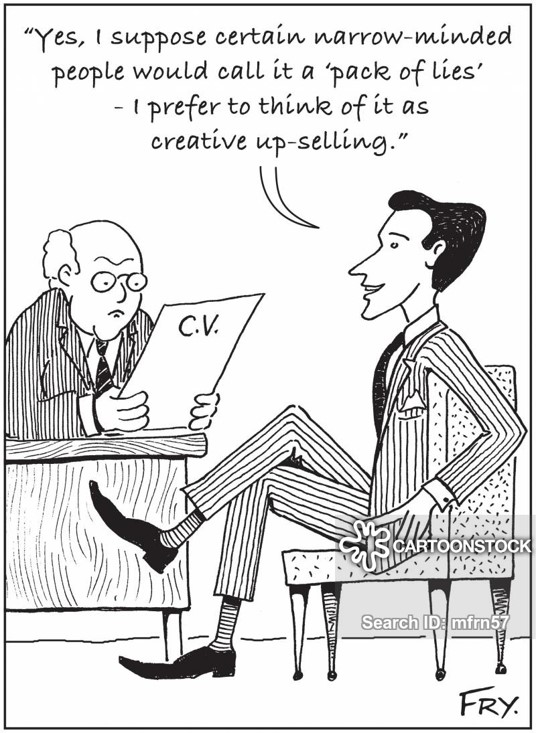 “Yes, I suppose certain narrow-minded
people would call it a ‘pack of lies’
- I prefer to think of it as
creative up-selling.”
C.V.
CARTOONSTOCK
Search ID: mfrn57
FRY.